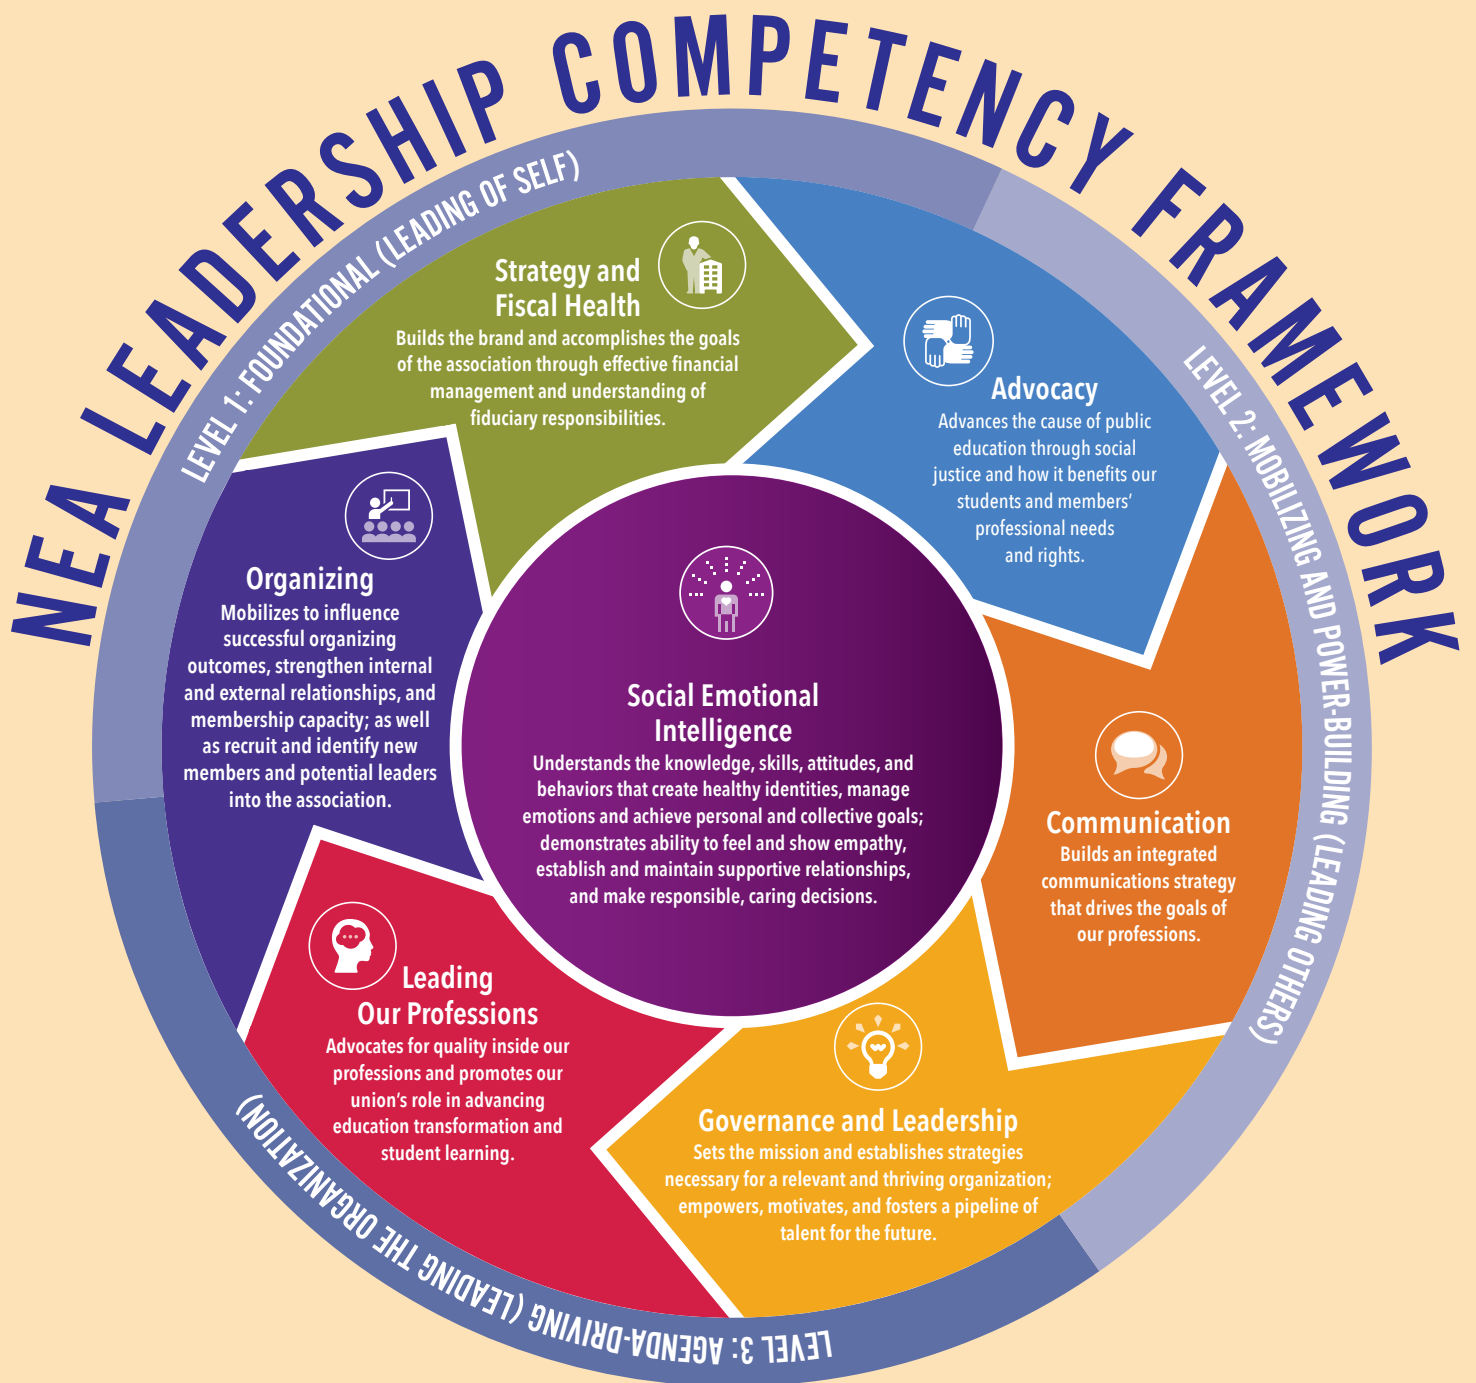 NEA LEADERSHIP COMPETENCY FRAMEWORK
LEVEL 1: FOUNDATIONAL (LEADING OF SELF)
LEVEL 2: MOBILIZING AND POWER-BUILDING (LEADING OTHERS)
LEVEL 3: AGENDA-DRIVING (LEADING THE ORGANIZATION)
Strategy and
Fiscal Health
Builds the brand and accomplishes the goals
of the association through effective financial
management and understanding of
fiduciary responsibilities.
Advocacy
Advances the cause of public
education through social
justice and how it benefits our
students and members’
professional needs
and rights.
Communication
Builds an integrated
communications strategy
that drives the goals of
our professions.
Governance and Leadership
Sets the mission and establishes strategies
necessary for a relevant and thriving organization;
empowers, motivates, and fosters a pipeline of
talent for the future.
Leading
Our Professions
Advocates for quality inside our
professions and promotes our
union’s role in advancing
education transformation and
student learning.
Organizing
Mobilizes to influence
successful organizing
outcomes, strengthen internal
and external relationships, and
membership capacity; as well
as recruit and identify new
members and potential leaders
into the association.
Social Emotional
Intelligence
Understands the knowledge, skills, attitudes, and
behaviors that create healthy identities, manage
emotions and achieve personal and collective goals;
demonstrates ability to feel and show empathy,
establish and maintain supportive relationships,
and make responsible, caring decisions.